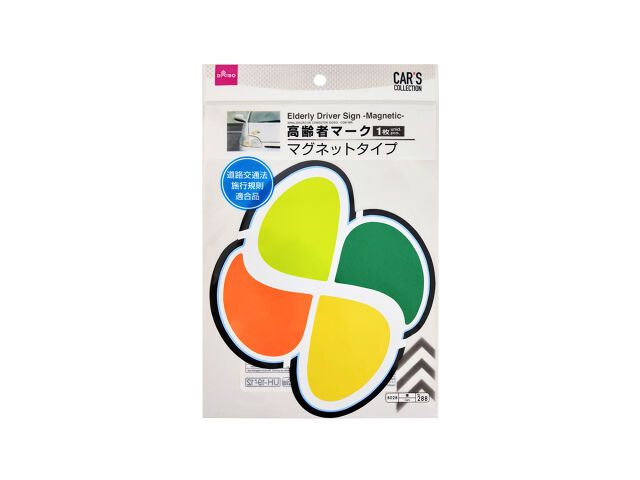 DAISO
CAR'S
COLLECTION
Elderly Driver Sign -Magnetic-
高齢者マーク 1枚
マグネットタイプ
道路交通法
施行規則
適合品
288